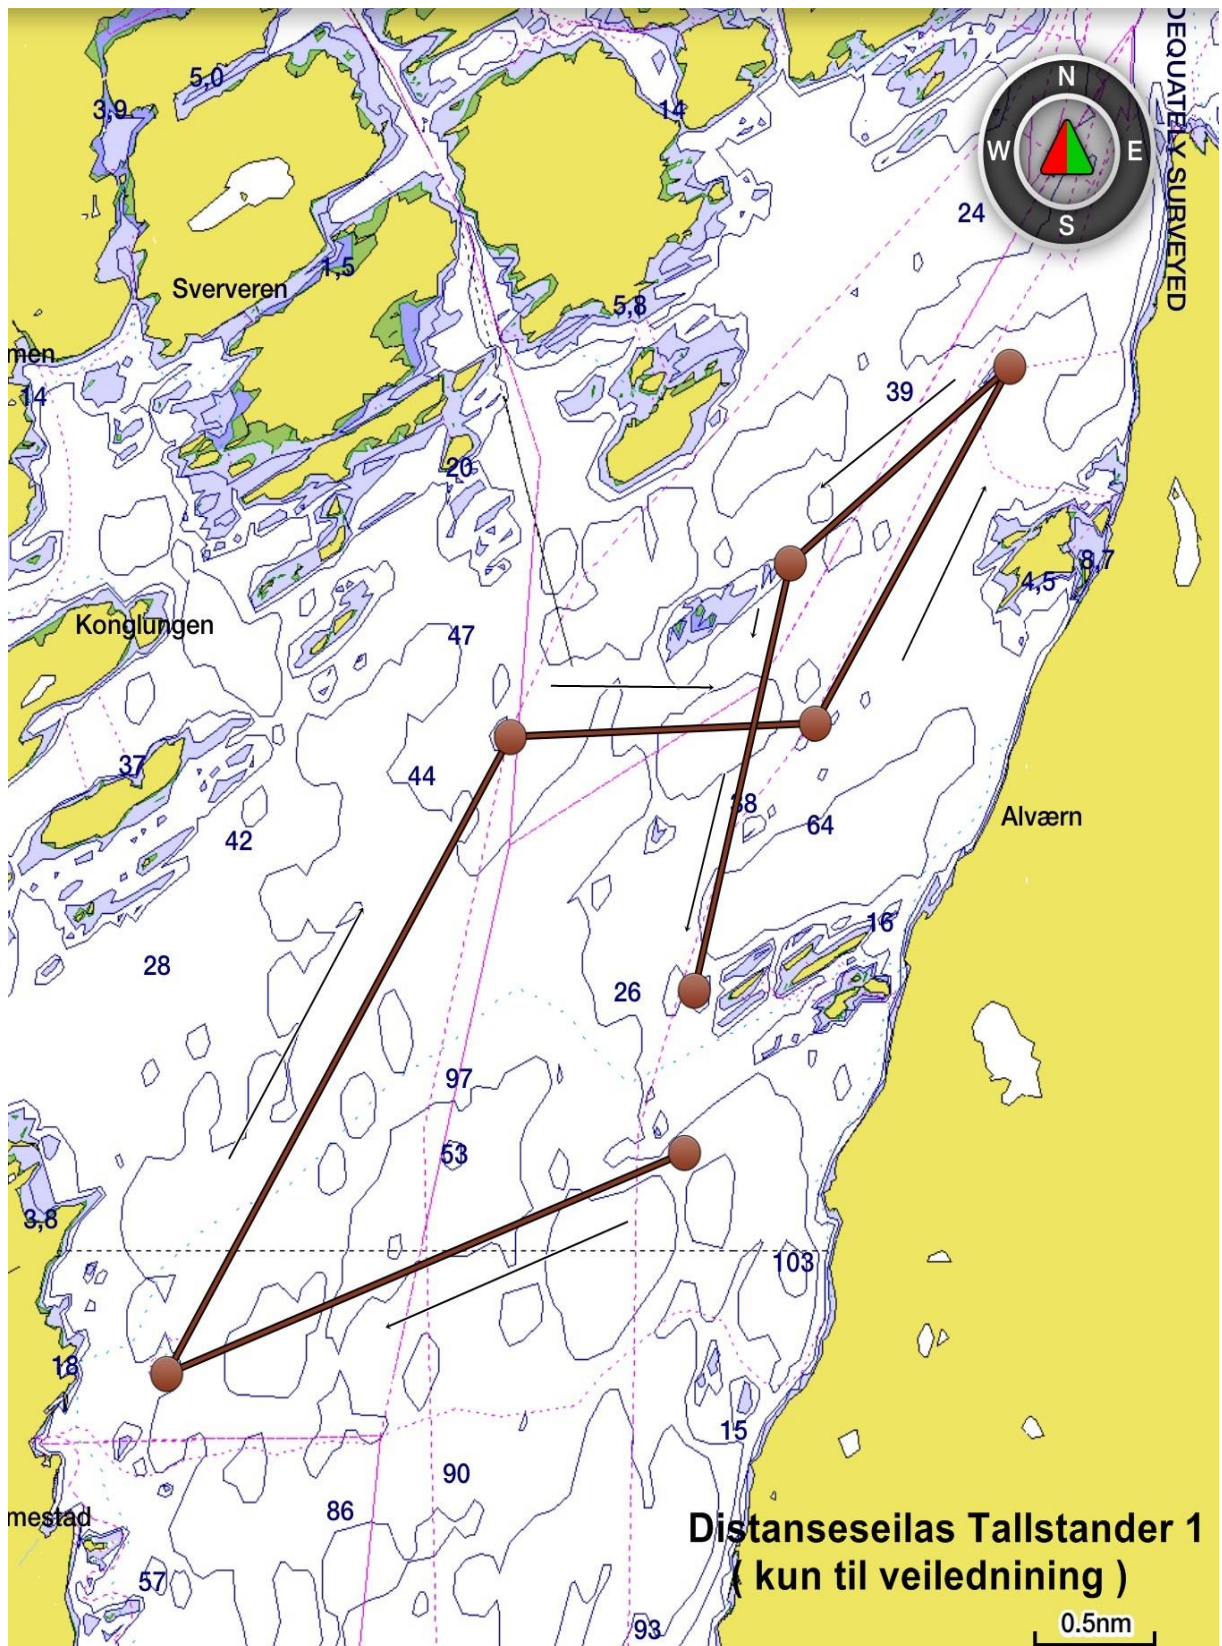 DEQUATELY SURVEYED
5,0
3,9
14
N
W
E
S
24
1,5
Sververen
5,8
men
14
39
20
8,7
4,5
Konglungen
47
37
44
38
64
Alværn
42
16
28
26
97
53
3,8
103
18
15
90
86
mestad
Distanseseilas Tallstander 1
( kun til veilednining )
57
0.5nm
93